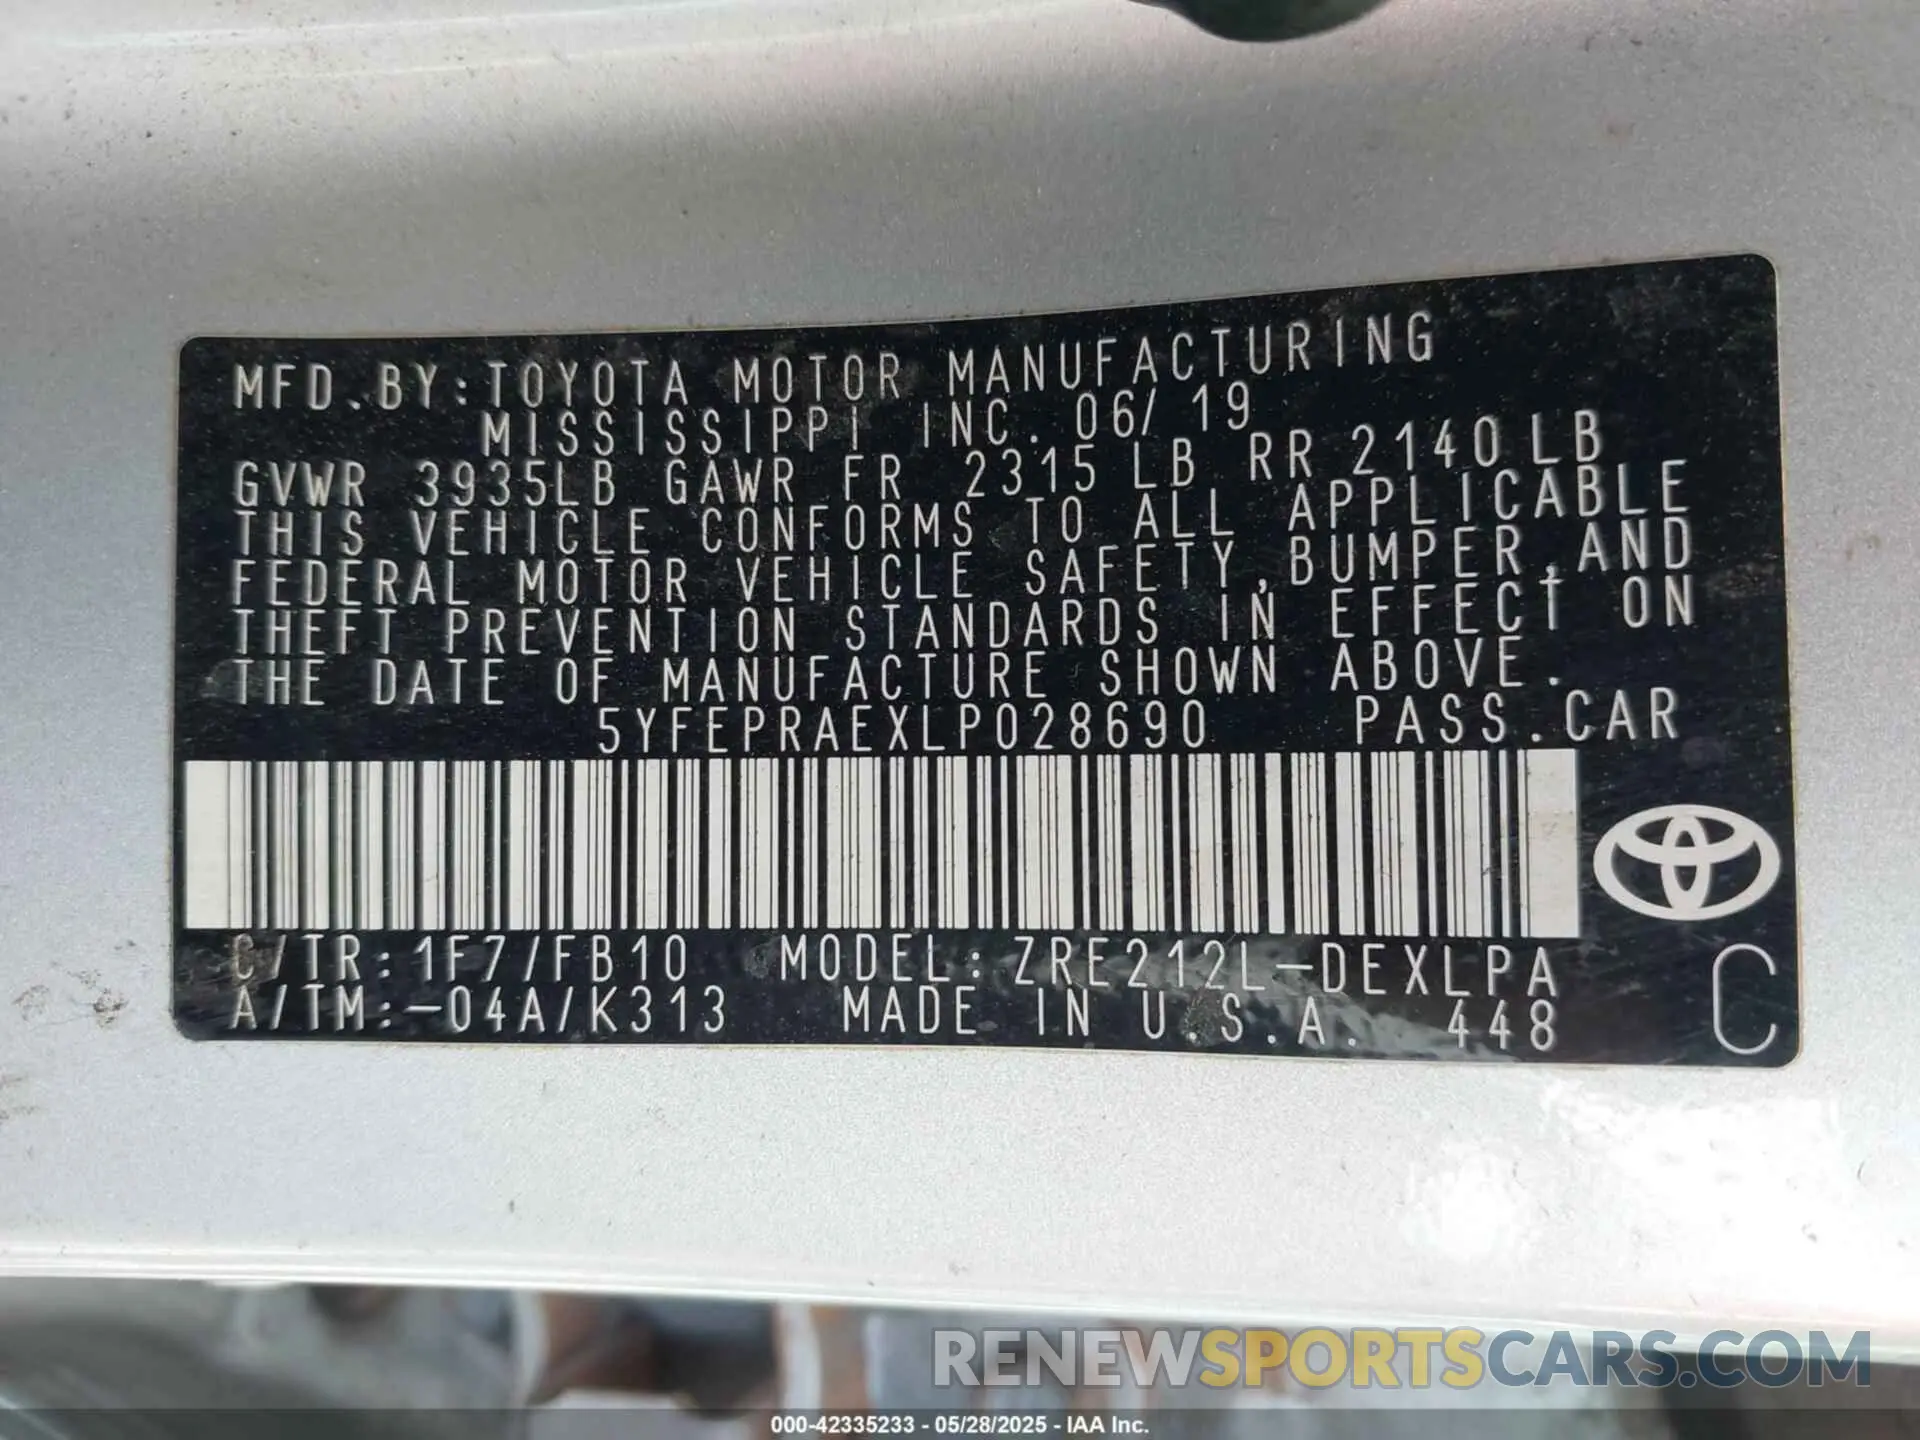 MFD.BY:TOYOTA MOTOR MANUFACTURING
MISSISSIPPI INC. 06/19
GVWR 3935LB GAWR FR 2315LB RR 2140LB
THIS VEHICLE CONFORMS TO ALL APPLICABLE
FEDERAL MOTOR VEHICLE SAFETY,BUMPER,AND
THEFT PREVENTION STANDARDS IN EFFECT ON
THE DATE OF MANUFACTURE SHOWN ABOVE.
5YFEPRAEXLP028690 PASS.CAR
C/TR:1F7/FB10 MODEL:ZRE212L-DEXLPA
A/TM:-04A/K313 MADE IN U.S.A. 448
C
RENEWSPORTSCARS.COM
000-42335233 - 05/28/2025 - IAA Inc.